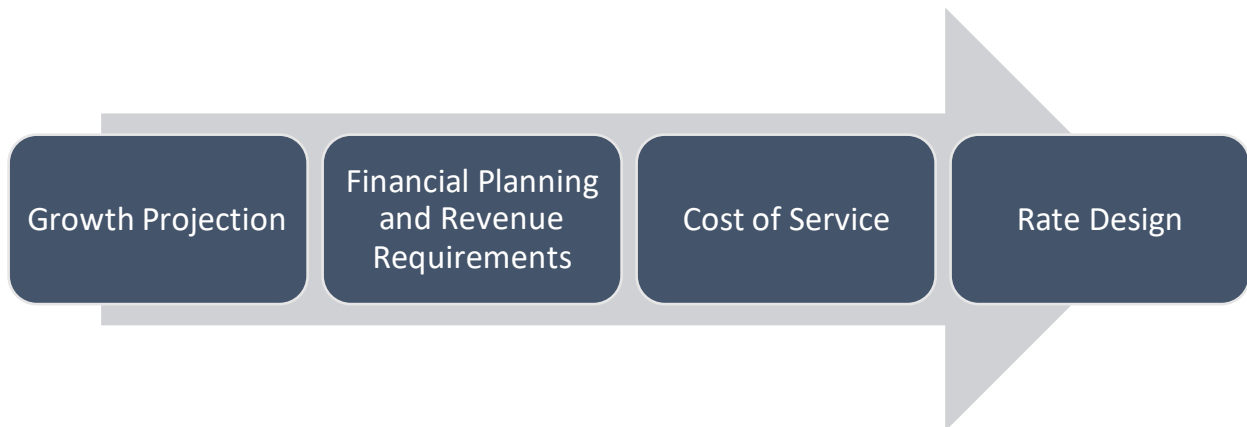 Growth Projection
Financial Planning
and Revenue
Requirements
Cost of Service
Rate Design